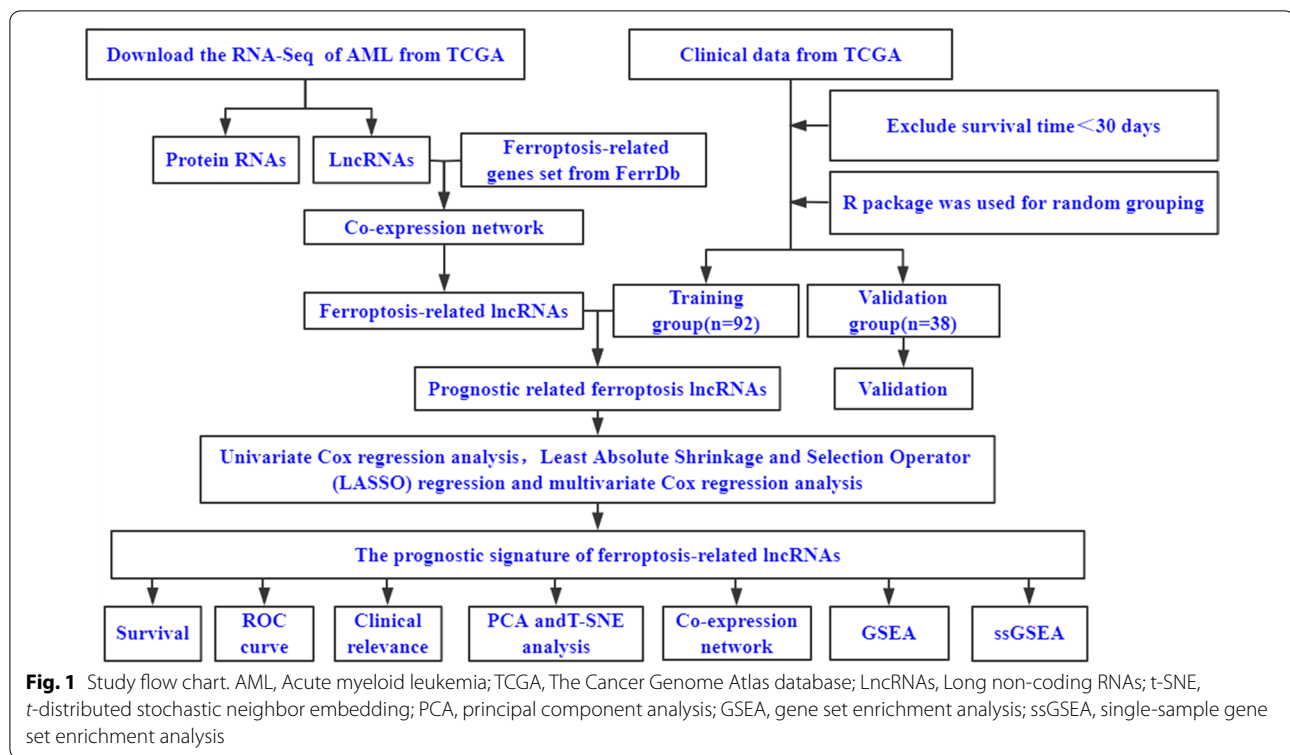 Download the RNA-Seq of AML from TCGA
Clinical data from TCGA
Exclude survival time＜30 days
Protein RNAs
LncRNAs
Ferroptosis-related
genes set from FerrDb
R package was used for random grouping
Co-expression network
Ferroptosis-related lncRNAs
Training
group(n=92)
Validation
group(n=38)
Prognostic related ferroptosis lncRNAs
Validation
Univariate Cox regression analysis，Least Absolute Shrinkage and Selection Operator
(LASSO) regression and multivariate Cox regression analysis
The prognostic signature of ferroptosis-related lncRNAs
Survival
ROC
curve
Clinical
relevance
PCA andT-SNE
analysis
Co-expression
network
GSEA
ssGSEA
Fig. 1 Study flow chart. AML, Acute myeloid leukemia; TCGA, The Cancer Genome Atlas database; LncRNAs, Long non-coding RNAs; t-SNE,
t-distributed stochastic neighbor embedding; PCA, principal component analysis; GSEA, gene set enrichment analysis; ssGSEA, single-sample gene
set enrichment analysis